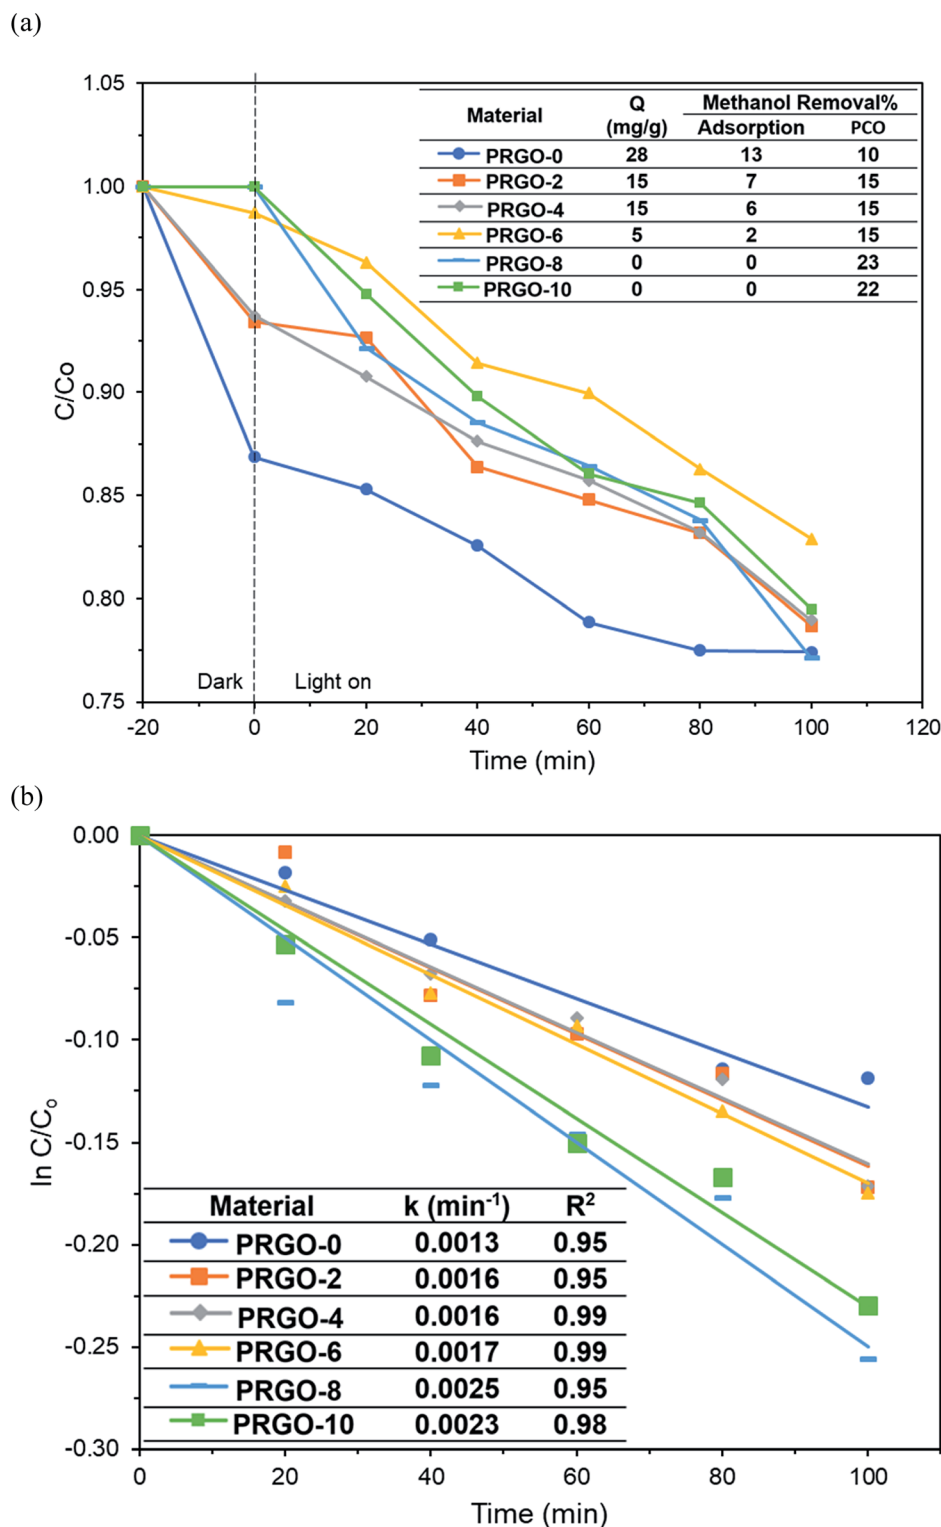 (a)
1.05
1.00
0.95
0.90
0.85
0.80
0.75
C/Co
Material Q (mg/g) Methanol Removal%
Adsorption PCO
PRGO-0 28 13 10
PRGO-2 15 7 15
PRGO-4 15 6 15
PRGO-6 5 2 15
PRGO-8 0 0 23
PRGO-10 0 0 22
Dark Light on
-20 0 20 40 60 80 100 120
Time (min)
(b)
0.00
-0.05
-0.10
-0.15
-0.20
-0.25
-0.30
ln C/C₀
Material k (min⁻¹) R²
PRGO-0 0.0013 0.95
PRGO-2 0.0016 0.95
PRGO-4 0.0016 0.99
PRGO-6 0.0017 0.99
PRGO-8 0.0025 0.95
PRGO-10 0.0023 0.98
0 20 40 60 80 100
Time (min)